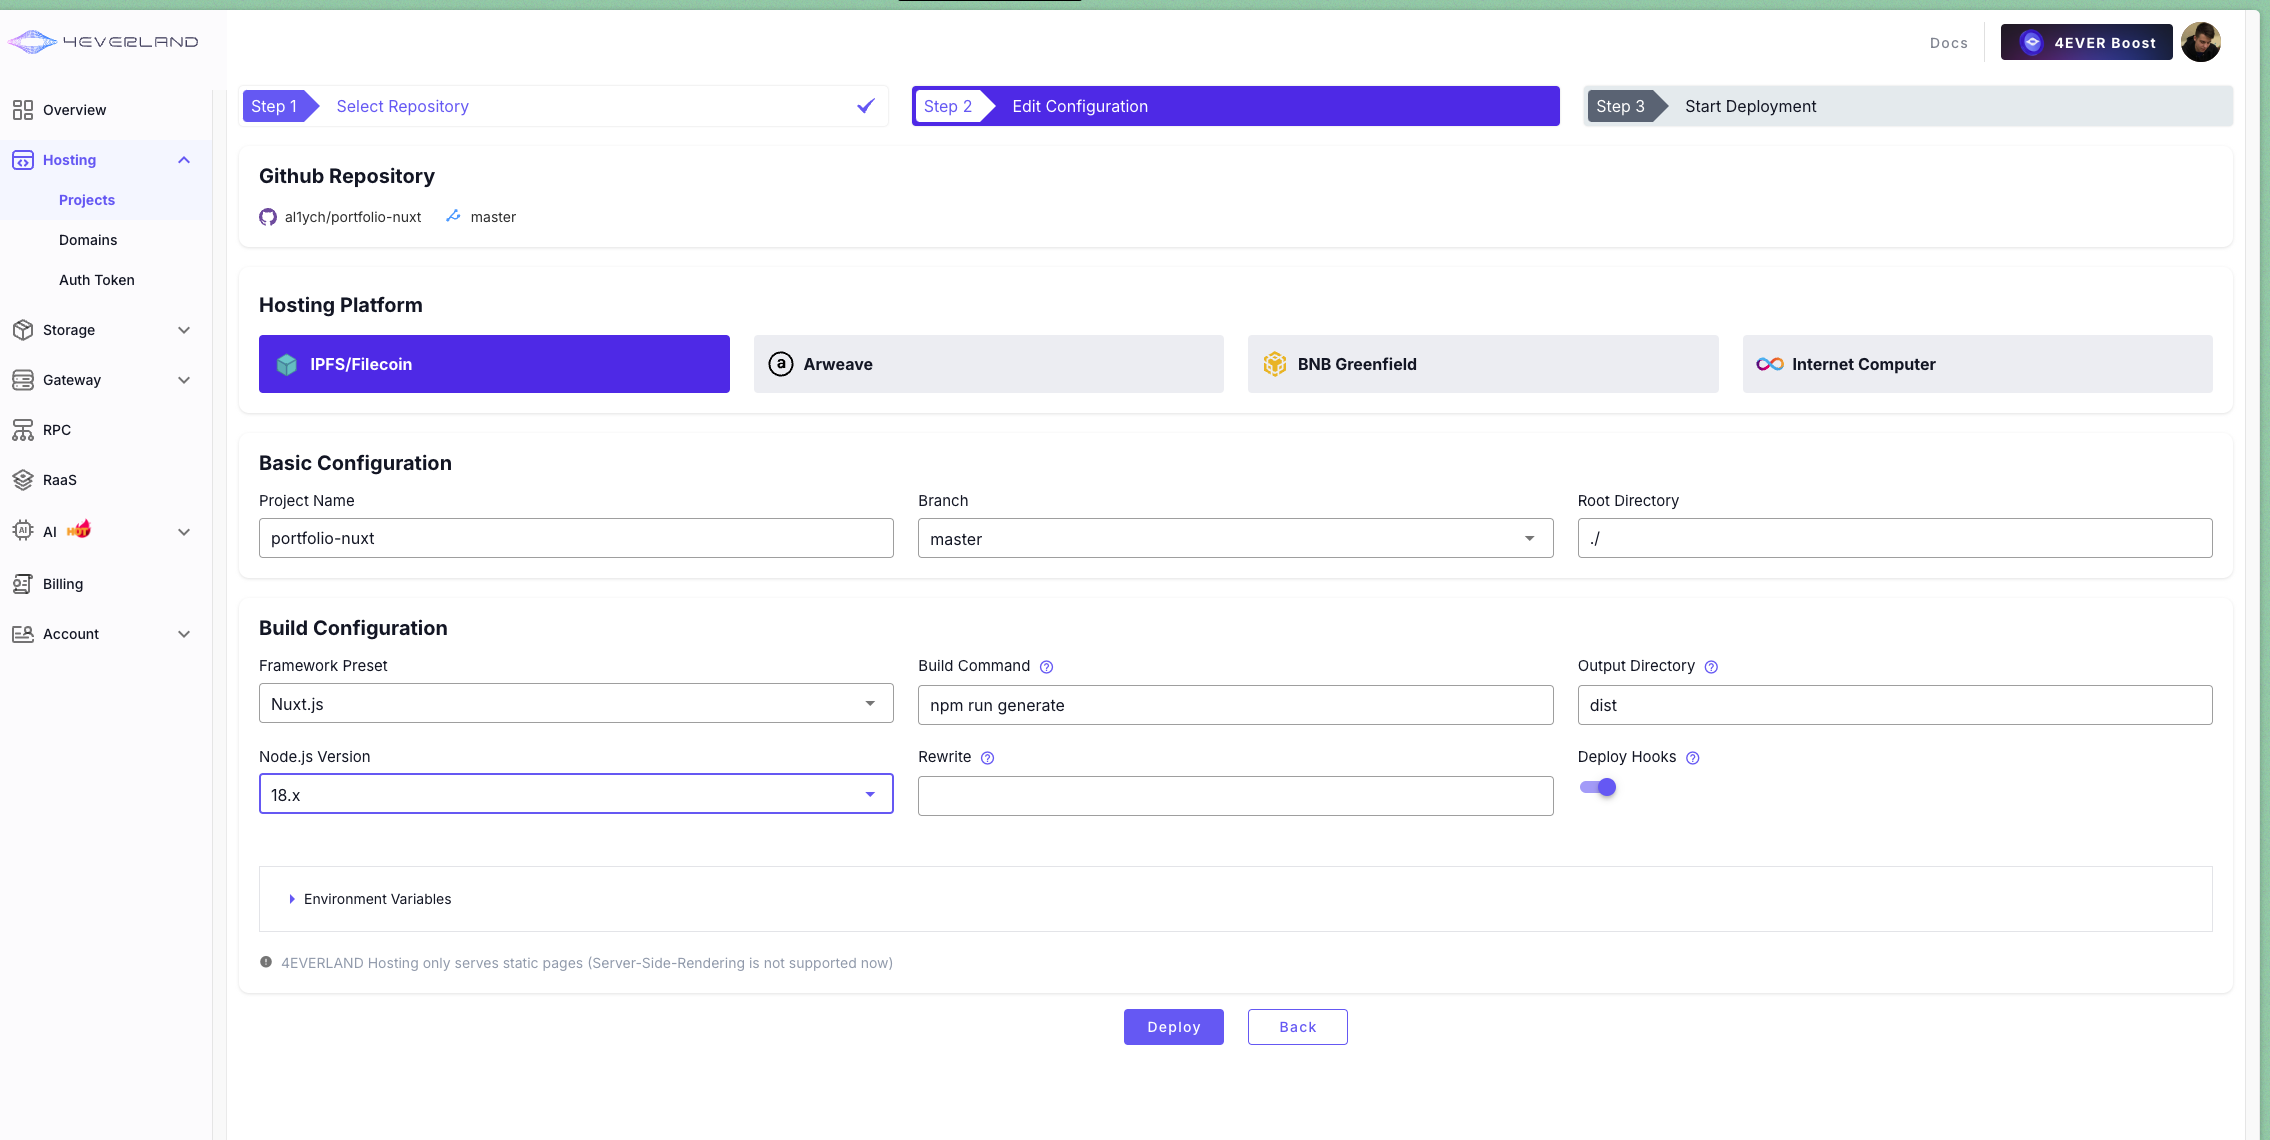 4EVERLAND
Docs
4EVER Boost
Overview
Hosting
Projects
Domains
Auth Token
Storage
Gateway
RPC
RaaS
AI HOT
Billing
Account
Step 1 Select Repository
Step 2 Edit Configuration
Step 3 Start Deployment
Github Repository
al1ych/portfolio-nuxt master
Hosting Platform
IPFS/Filecoin
a Arweave
BNB Greenfield
Internet Computer
Basic Configuration
Project Name
portfolio-nuxt
Branch
master
Root Directory
./
Build Configuration
Framework Preset
Nuxt.js
Build Command ?
npm run generate
Output Directory ?
dist
Node.js Version
18.x
Rewrite ?
Deploy Hooks ?
Environment Variables
4EVERLAND Hosting only serves static pages (Server-Side-Rendering is not supported now)
Deploy
Back